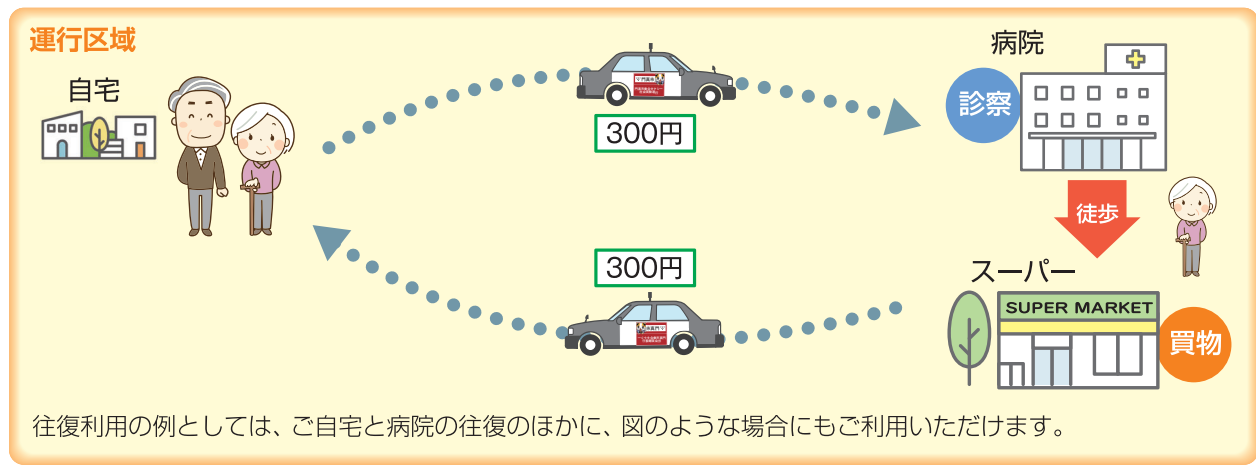 運行区域
自宅
300円
病院
診察
徒歩
スーパー
SUPER MARKET
買物
300円
往復利用の例としては、ご自宅と病院の往復のほかに、図のような場合にもご利用いただけます。